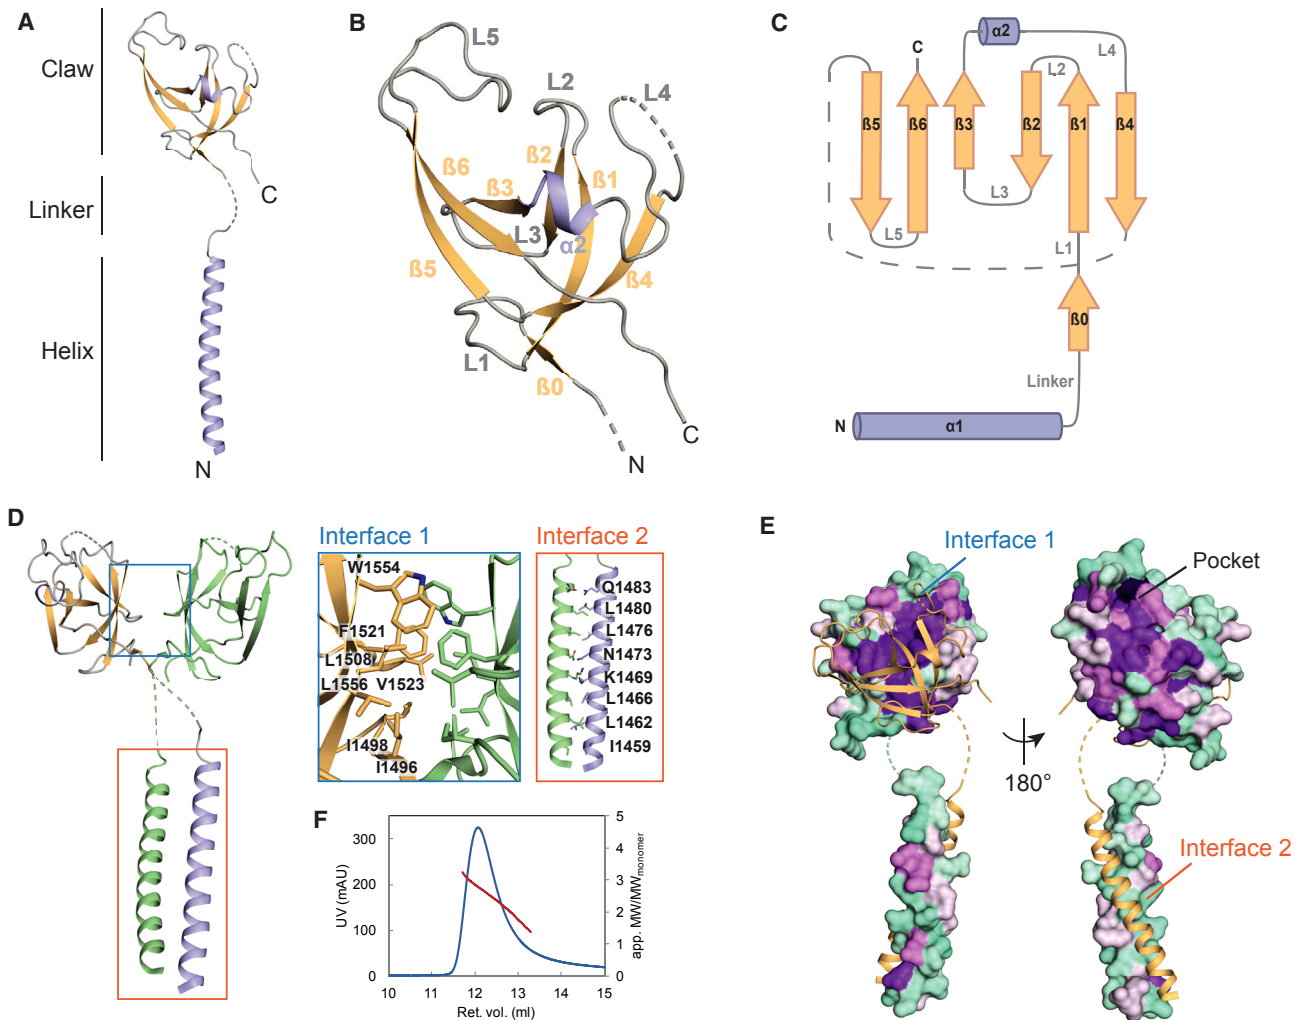 A
Claw
Linker
Helix
C
N
B
L5
L2
L4
ß6
ß2
ß1
ß3
L3
α2
ß5
ß4
L1
ß0
C
N
C
α2
C
L2
L4
ß5
ß6
ß3
ß2
ß1
ß4
L3
L5
L1
ß0
Linker
N
α1
D
Interface 1
W1554
F1521
L1508
L1556
V1523
I1498
I1496
Interface 2
Q1483
L1480
L1476
N1473
K1469
L1466
L1462
I1459
E
Interface 1
Pocket
180°
Interface 2
F
300
200
100
0
UV (mAU)
5
4
3
2
1
0
app. MW/MWmonomer
10 11 12 13 14 15
Ret. vol. (ml)